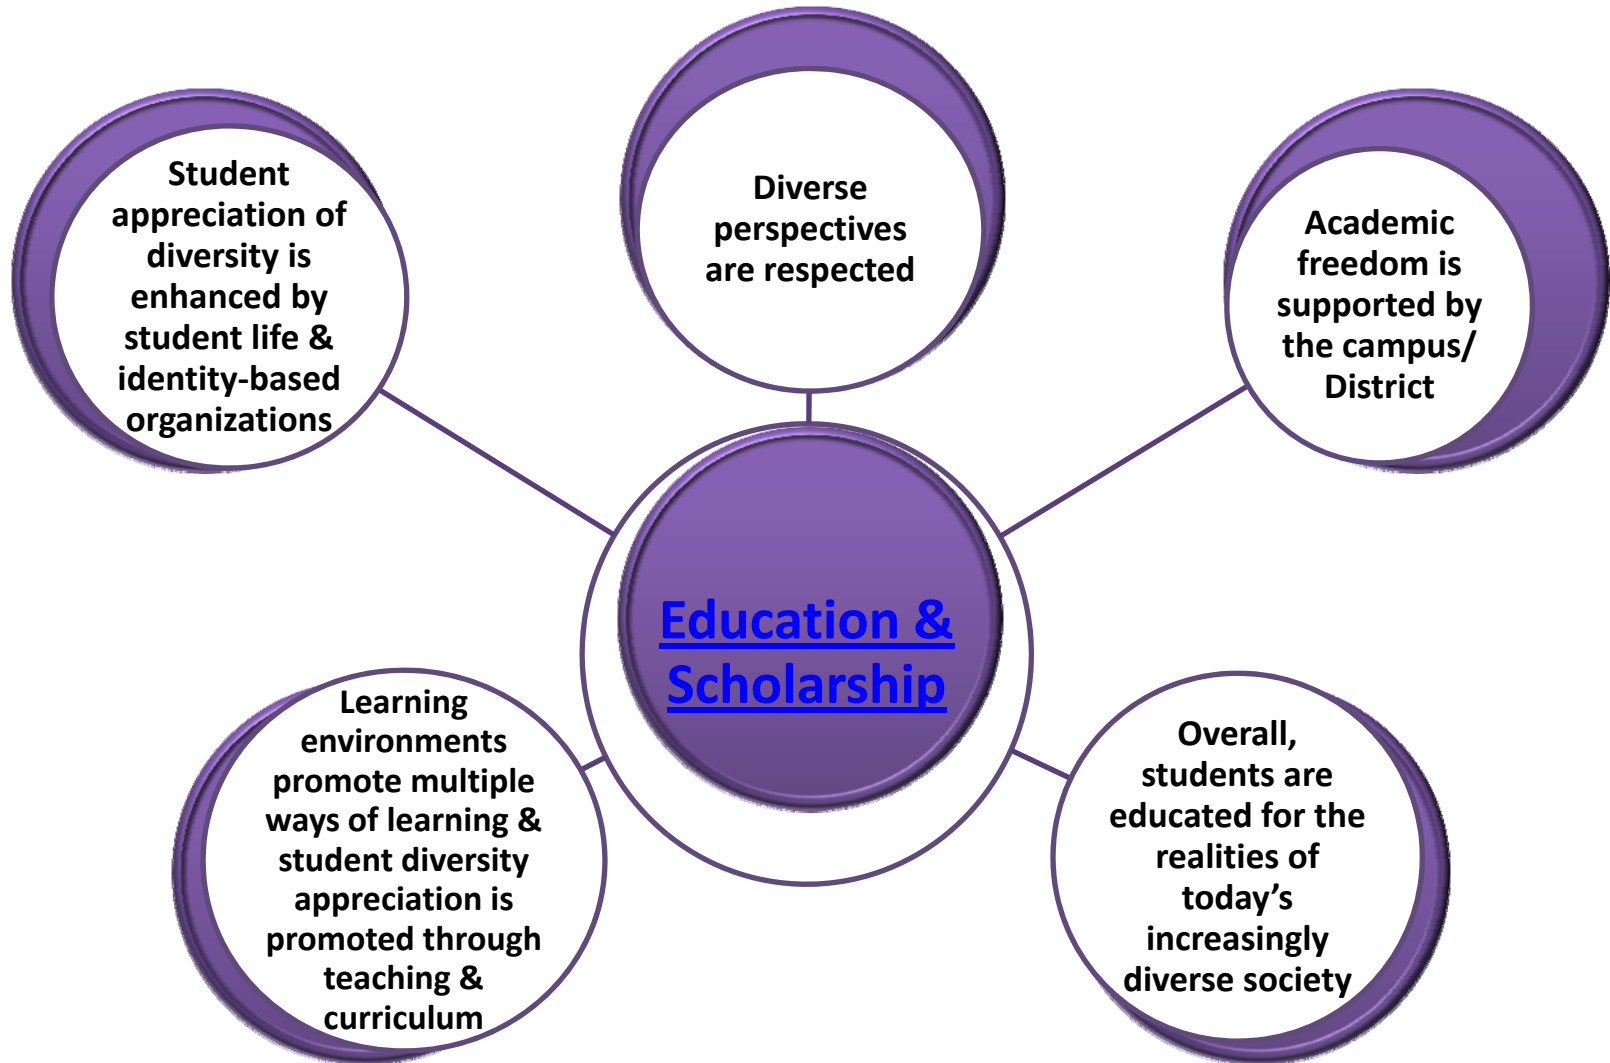 Student
appreciation of
diversity is
enhanced by
student life &
identity-based
organizations
Diverse
perspectives
are respected
Academic
freedom is
supported by
the campus/
District
Education &
Scholarship
Learning
environments
promote multiple
ways of learning &
student diversity
appreciation is
promoted through
teaching &
curriculum
Overall,
students are
educated for the
realities of
today’s
increasingly
diverse society